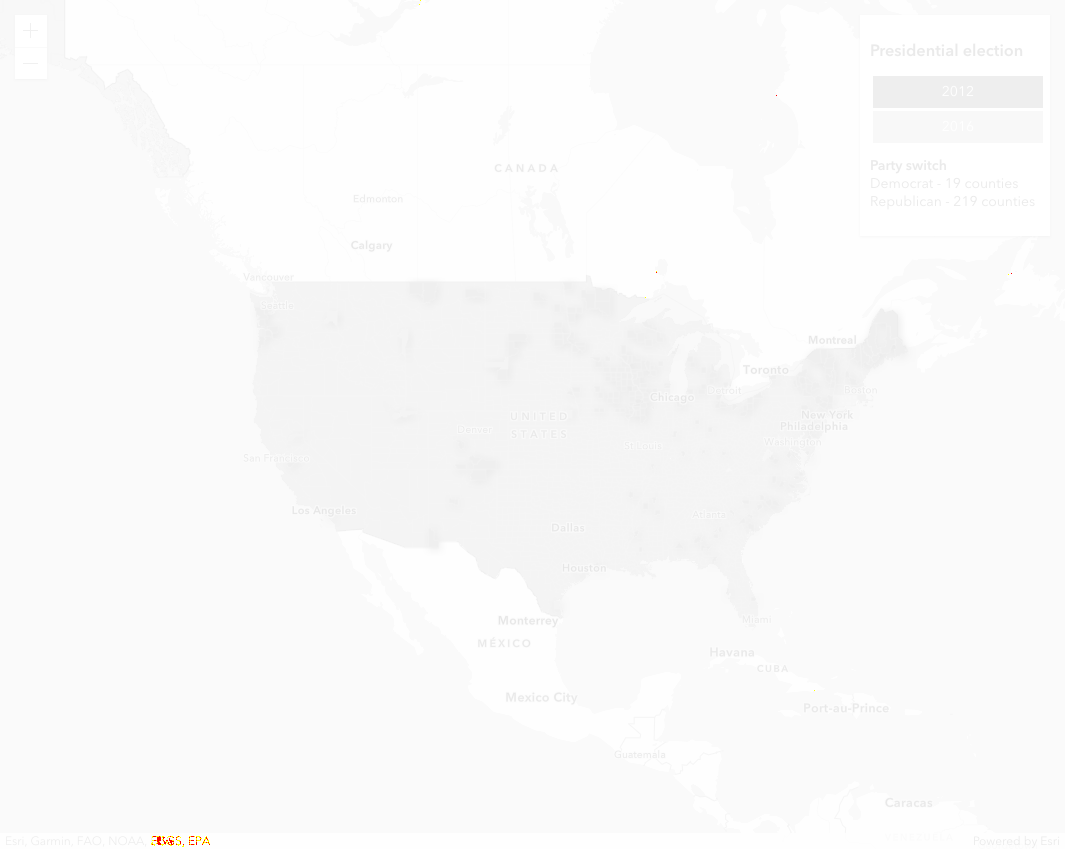 +
Presidential election
−
2012
2016
Party switch
CANADA
Democrat - 19 counties
Edmonton
Republican - 219 counties
Calgary
Vancouver
Seattle
Montreal
Toronto
Detroit
Boston
Chicago
New York
UNITED
STATES
Philadelphia
Denver
Washington
St Louis
San Francisco
Los Angeles
Atlanta
Dallas
Houston
Monterrey
Miami
MÉXICO
Havana
CUBA
Mexico City
Port-au-Prince
Guatemala
Caracas
Esri, Garmin, FAO, NOAA, EPA
Powered by Esri